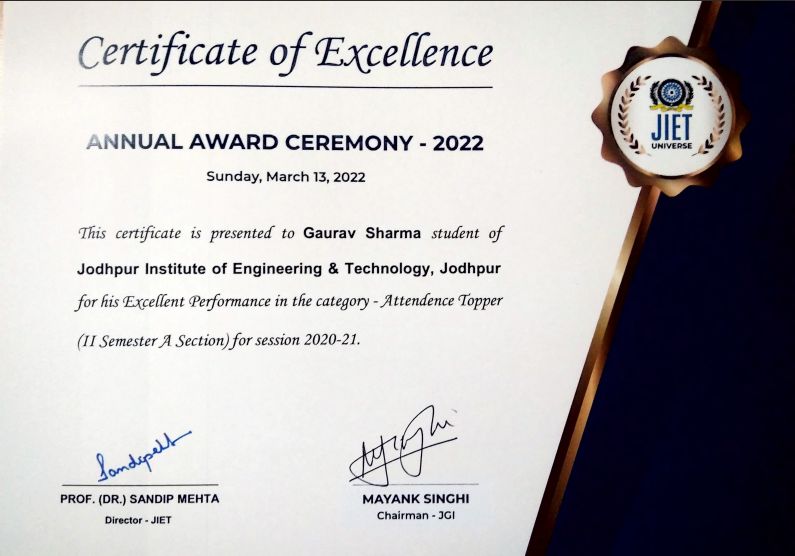 Certificate of Excellence
ANNUAL AWARD CEREMONY - 2022
Sunday, March 13, 2022
JIET
UNIVERSE
This certificate is presented to Gaurav Sharma student of
Jodhpur Institute of Engineering & Technology, Jodhpur
for his Excellent Performance in the category - Attendence Topper
(II Semester A Section) for session 2020-21.
PROF. (DR.) SANDIP MEHTA
Director - JIET
MAYANK SINGHI
Chairman - JGI